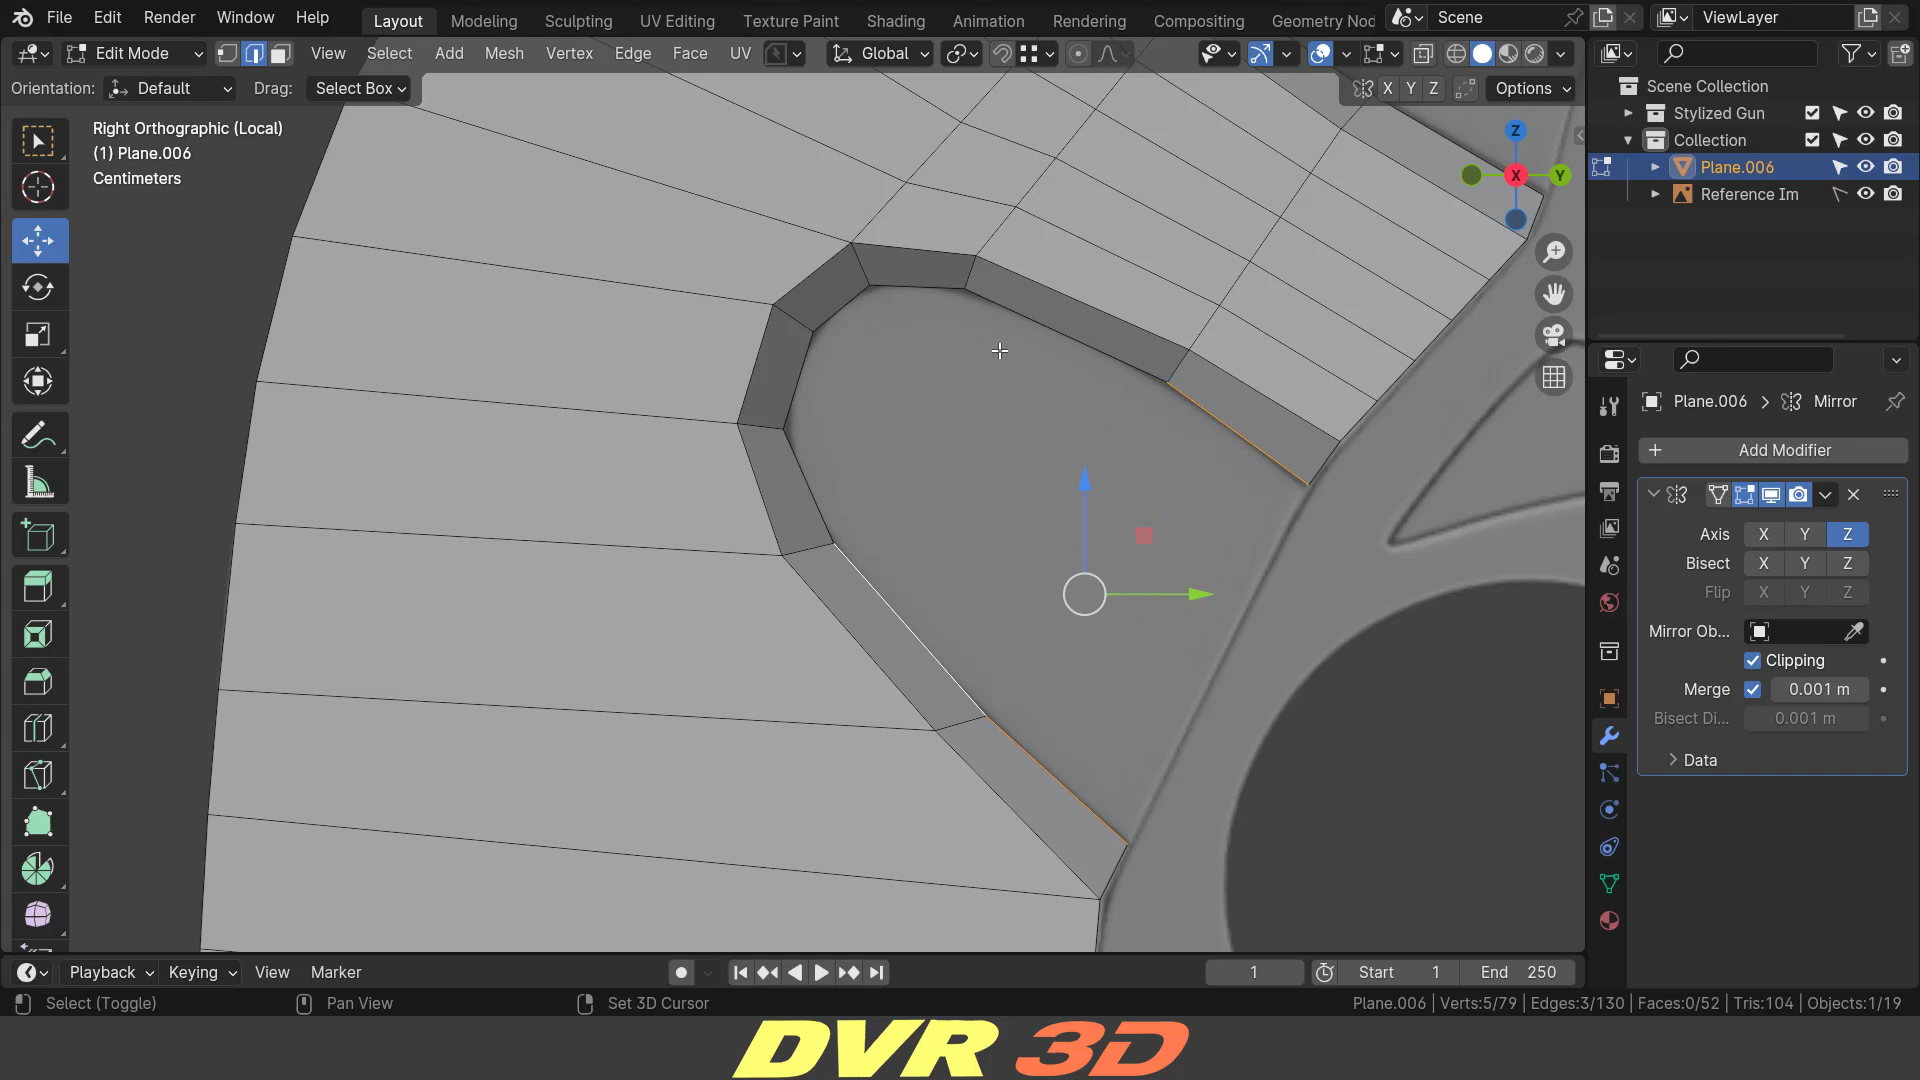 File Edit Render Window Help Layout Modeling Sculpting UV Editing Texture Paint Shading Animation Rendering Compositing Geometry Nod Scene ViewLayer
Edit Mode View Select Add Mesh Vertex Edge Face UV Global
Orientation: Default Drag: Select Box X Y Z Options
Right Orthographic (Local)
(1) Plane.006
Centimeters
Z
X
Y
Scene Collection
Stylized Gun
Collection
Plane.006
Reference Im
Plane.006 > Mirror
+ Add Modifier
Axis X Y Z
Bisect X Y Z
Flip X Y Z
Mirror Ob...
Clipping
Merge 0.001 m
Bisect Di... 0.001 m
Data
Playback Keying View Marker 1 Start 1 End 250
Select (Toggle) Pan View Set 3D Cursor Plane.006 | Verts:5/79 | Edges:3/130 | Faces:0/52 | Tris:104 | Objects:1/19
DVR 3D